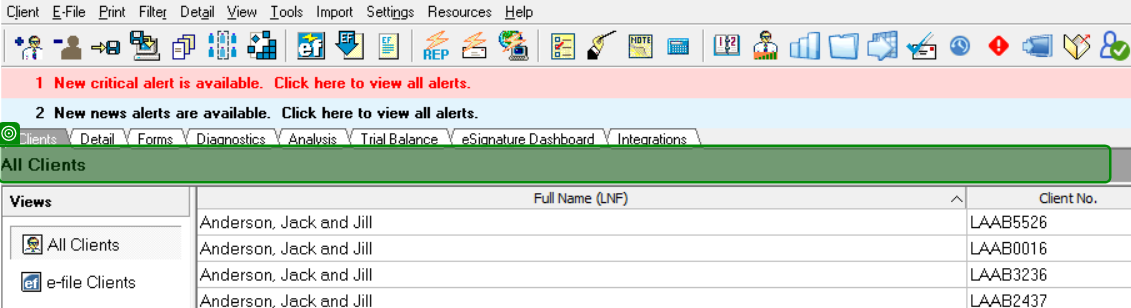 Client E-File Print Filter Detail View Tools Import Settings Resources Help
ef EF EF REP NOTE
1 New critical alert is available. Click here to view all alerts.
2 New news alerts are available. Click here to view all alerts.
Clients Detail Forms Diagnostics Analysis Trial Balance eSignature Dashboard Integrations
All Clients
Views Full Name (LNF) Client No.
Anderson, Jack and Jill LAAB5526
All Clients Anderson, Jack and Jill LAAB0016
ef e-file Clients Anderson, Jack and Jill LAAB3236
Anderson, Jack and Jill LAAB2437